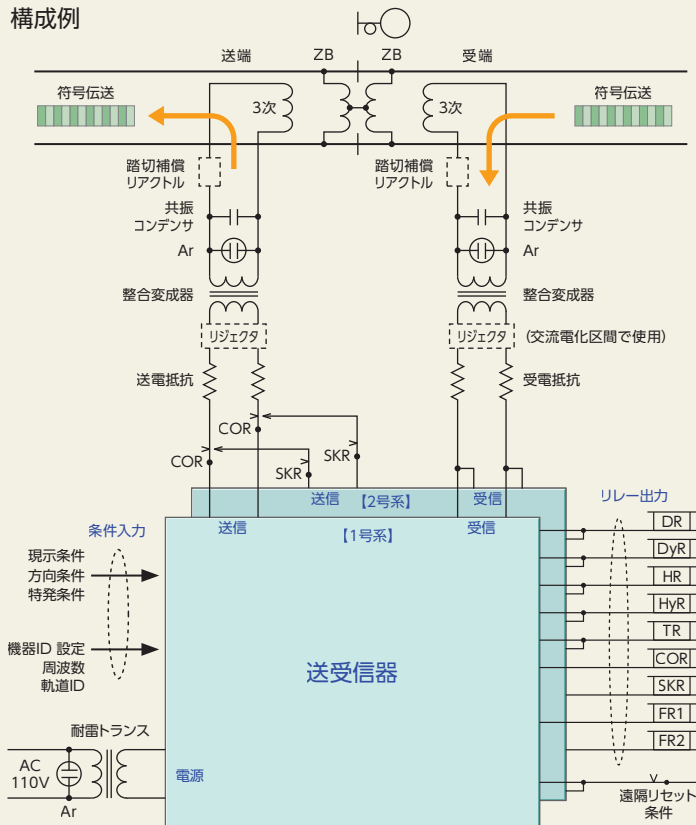 構成例
送端
ZB
ZB
受端
符号伝送
3次
3次
符号伝送
踏切補償
リアクトル
踏切補償
リアクトル
共振
コンデンサ
共振
コンデンサ
Ar
Ar
整合変成器
整合変成器
リジェクタ
リジェクタ
(交流電化区間で使用)
送電抵抗
受電抵抗
COR
COR
SKR
SKR
送信
【2号系】
受信
送信
【1号系】
受信
リレー出力
条件入力
現示条件
方向条件
特発条件
機器ID 設定
周波数
軌道ID
送受信器
DR
DyR
HR
HyR
TR
COR
SKR
FR1
FR2
耐雷トランス
AC
110V
Ar
電源
遠隔リセット
条件